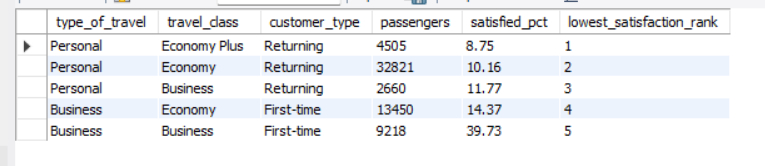 type_of_travel travel_class customer_type passengers satisfied_pct lowest_satisfaction_rank
Personal Economy Plus Returning 4505 8.75 1
Personal Economy Returning 32821 10.16 2
Personal Business Returning 2660 11.77 3
Business Economy First-time 13450 14.37 4
Business Business First-time 9218 39.73 5